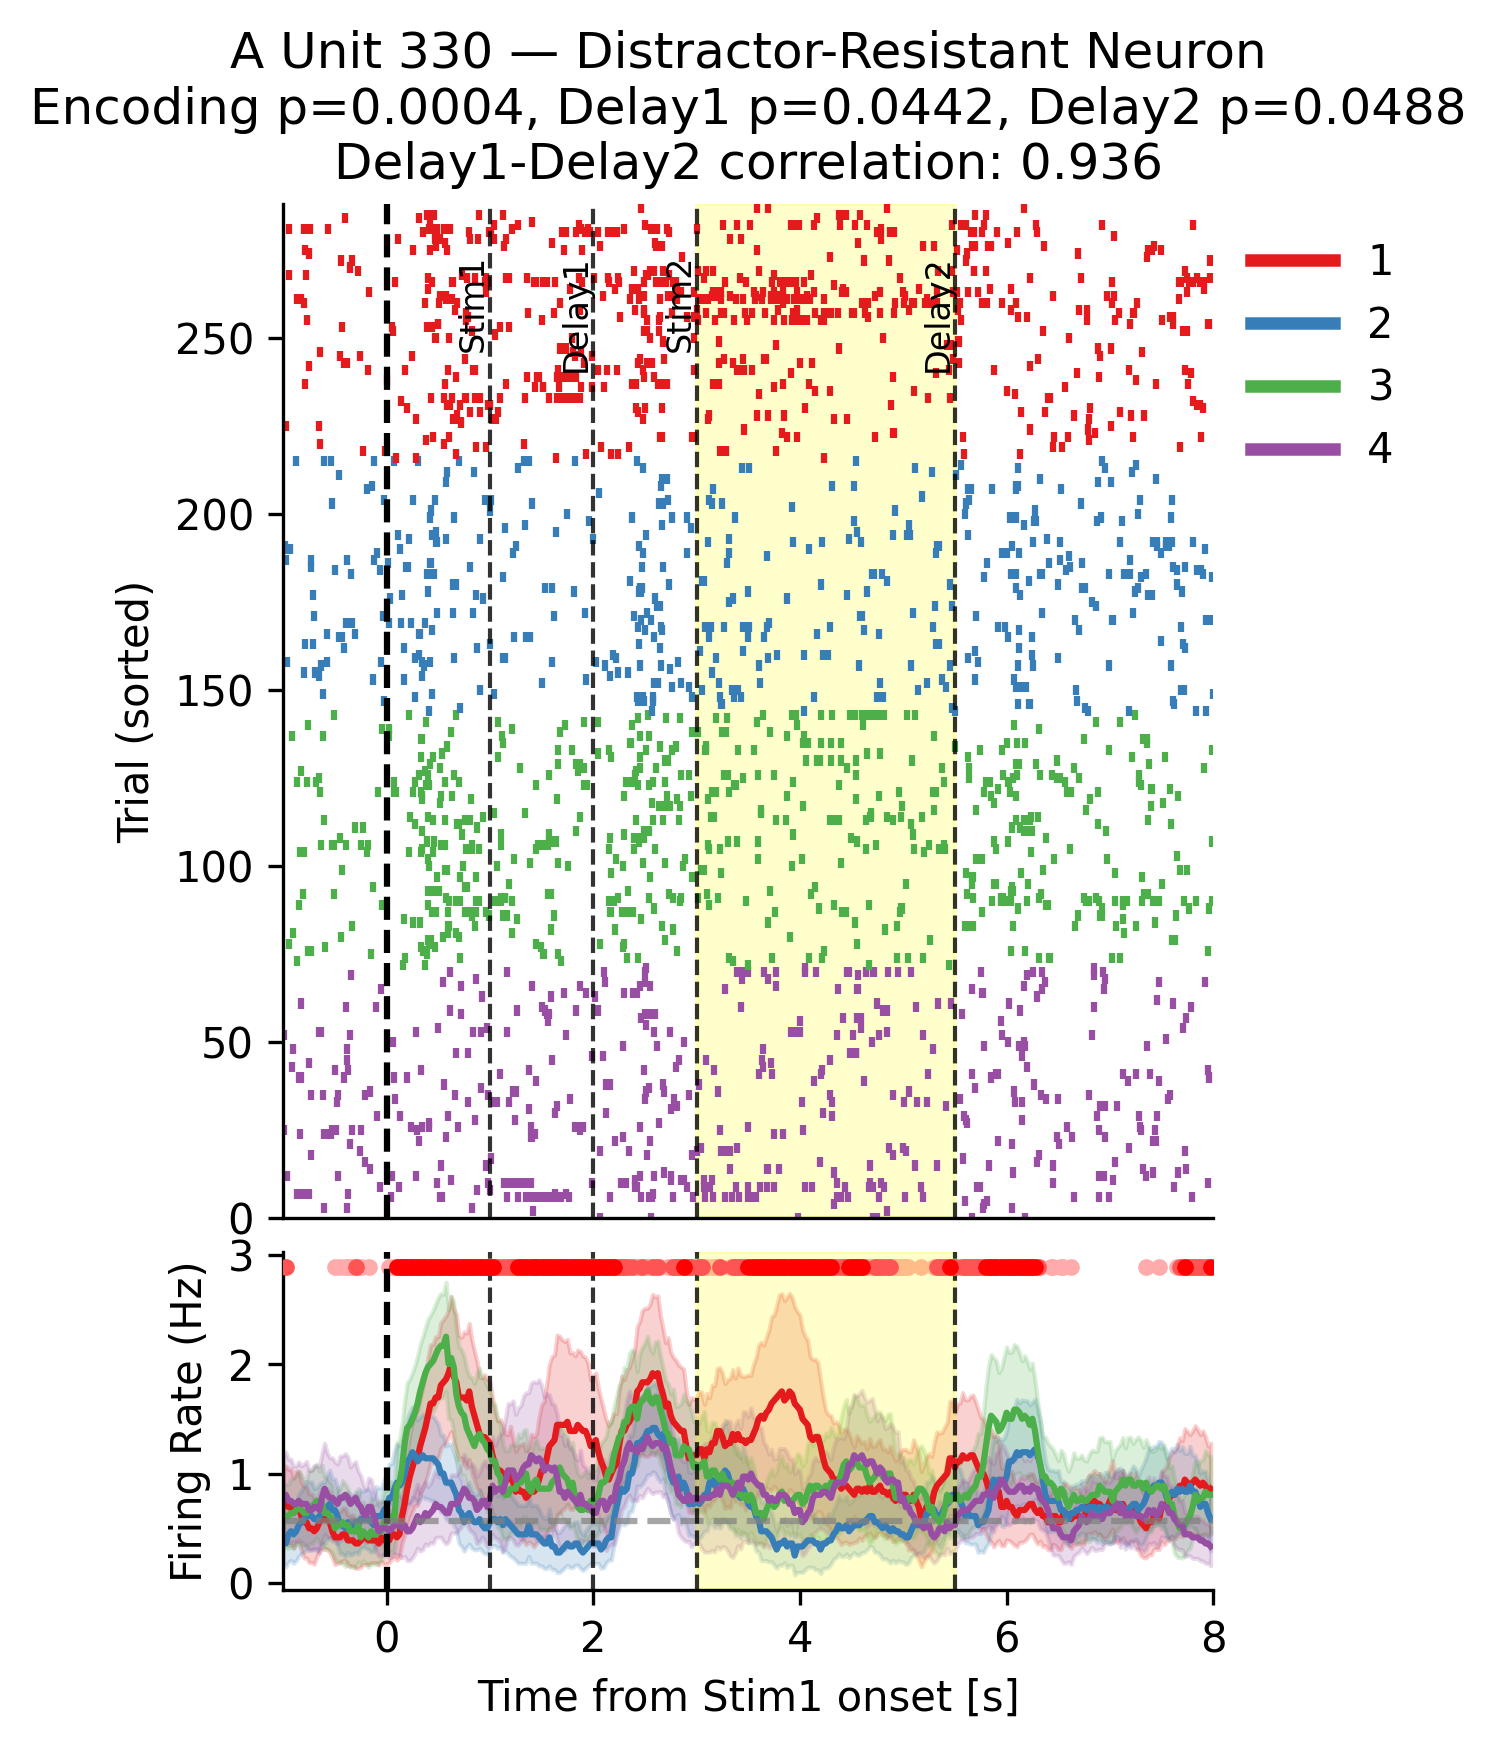 A Unit 330 — Distractor-Resistant Neuron
Encoding p=0.0004, Delay1 p=0.0442, Delay2 p=0.0488
Delay1-Delay2 correlation: 0.936
Stim1
Delay1
Stim2
Delay2
1
2
3
4
Trial (sorted)
250
200
150
100
50
0
Firing Rate (Hz)
3
2
1
0
0
2
4
6
8
Time from Stim1 onset [s]